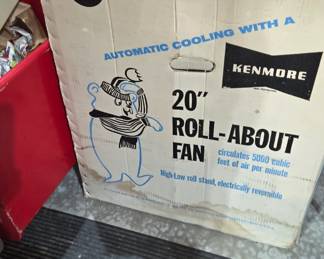 AUTOMATIC COOLING WITH A
KENMORE
20"
ROLL-ABOUT
FAN
circulates 5000 cubic
feet of air per minute
High-Low roll stand, electrically reversible